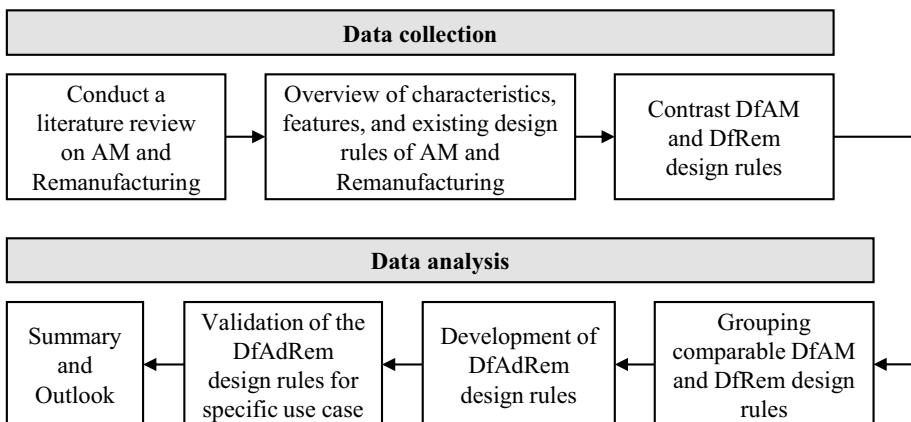 Data collection
Conduct a
literature review
on AM and
Remanufacturing
Overview of characteristics,
features, and existing design
rules of AM and
Remanufacturing
Contrast DfAM
and DfRem
design rules
Data analysis
Summary
and
Outlook
Validation of the
DfAdRem
design rules for
specific use case
Development of
DfAdRem
design rules
Grouping
comparable DfAM
and DfRem design
rules